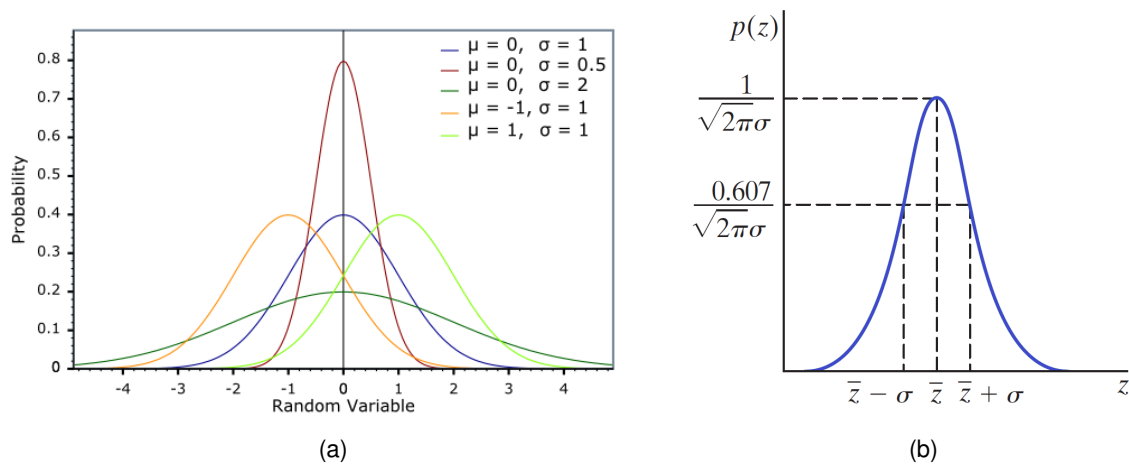 μ = 0, σ = 1
μ = 0, σ = 0.5
μ = 0, σ = 2
μ = -1, σ = 1
μ = 1, σ = 1
0.8
0.7
0.6
0.5
0.4
0.3
0.2
0.1
0
Probability
-4 -3 -2 -1 0 1 2 3 4
Random Variable
(a)
p(z)
1
√2πσ
0.607
√2πσ
z̅ − σ z̅ z̅ + σ z
(b)